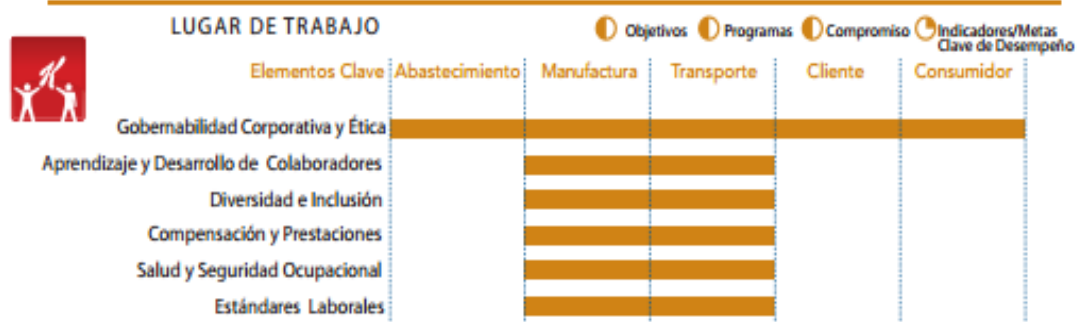 LUGAR DE TRABAJO
Objetivos Programas Compromiso Indicadores/Metas
Clave de Desempeño
Elementos Clave Abastecimiento Manufactura Transporte Cliente Consumidor
Gobernabilidad Corporativa y Ética
Aprendizaje y Desarrollo de Colaboradores
Diversidad e Inclusión
Compensación y Prestaciones
Salud y Seguridad Ocupacional
Estándares Laborales